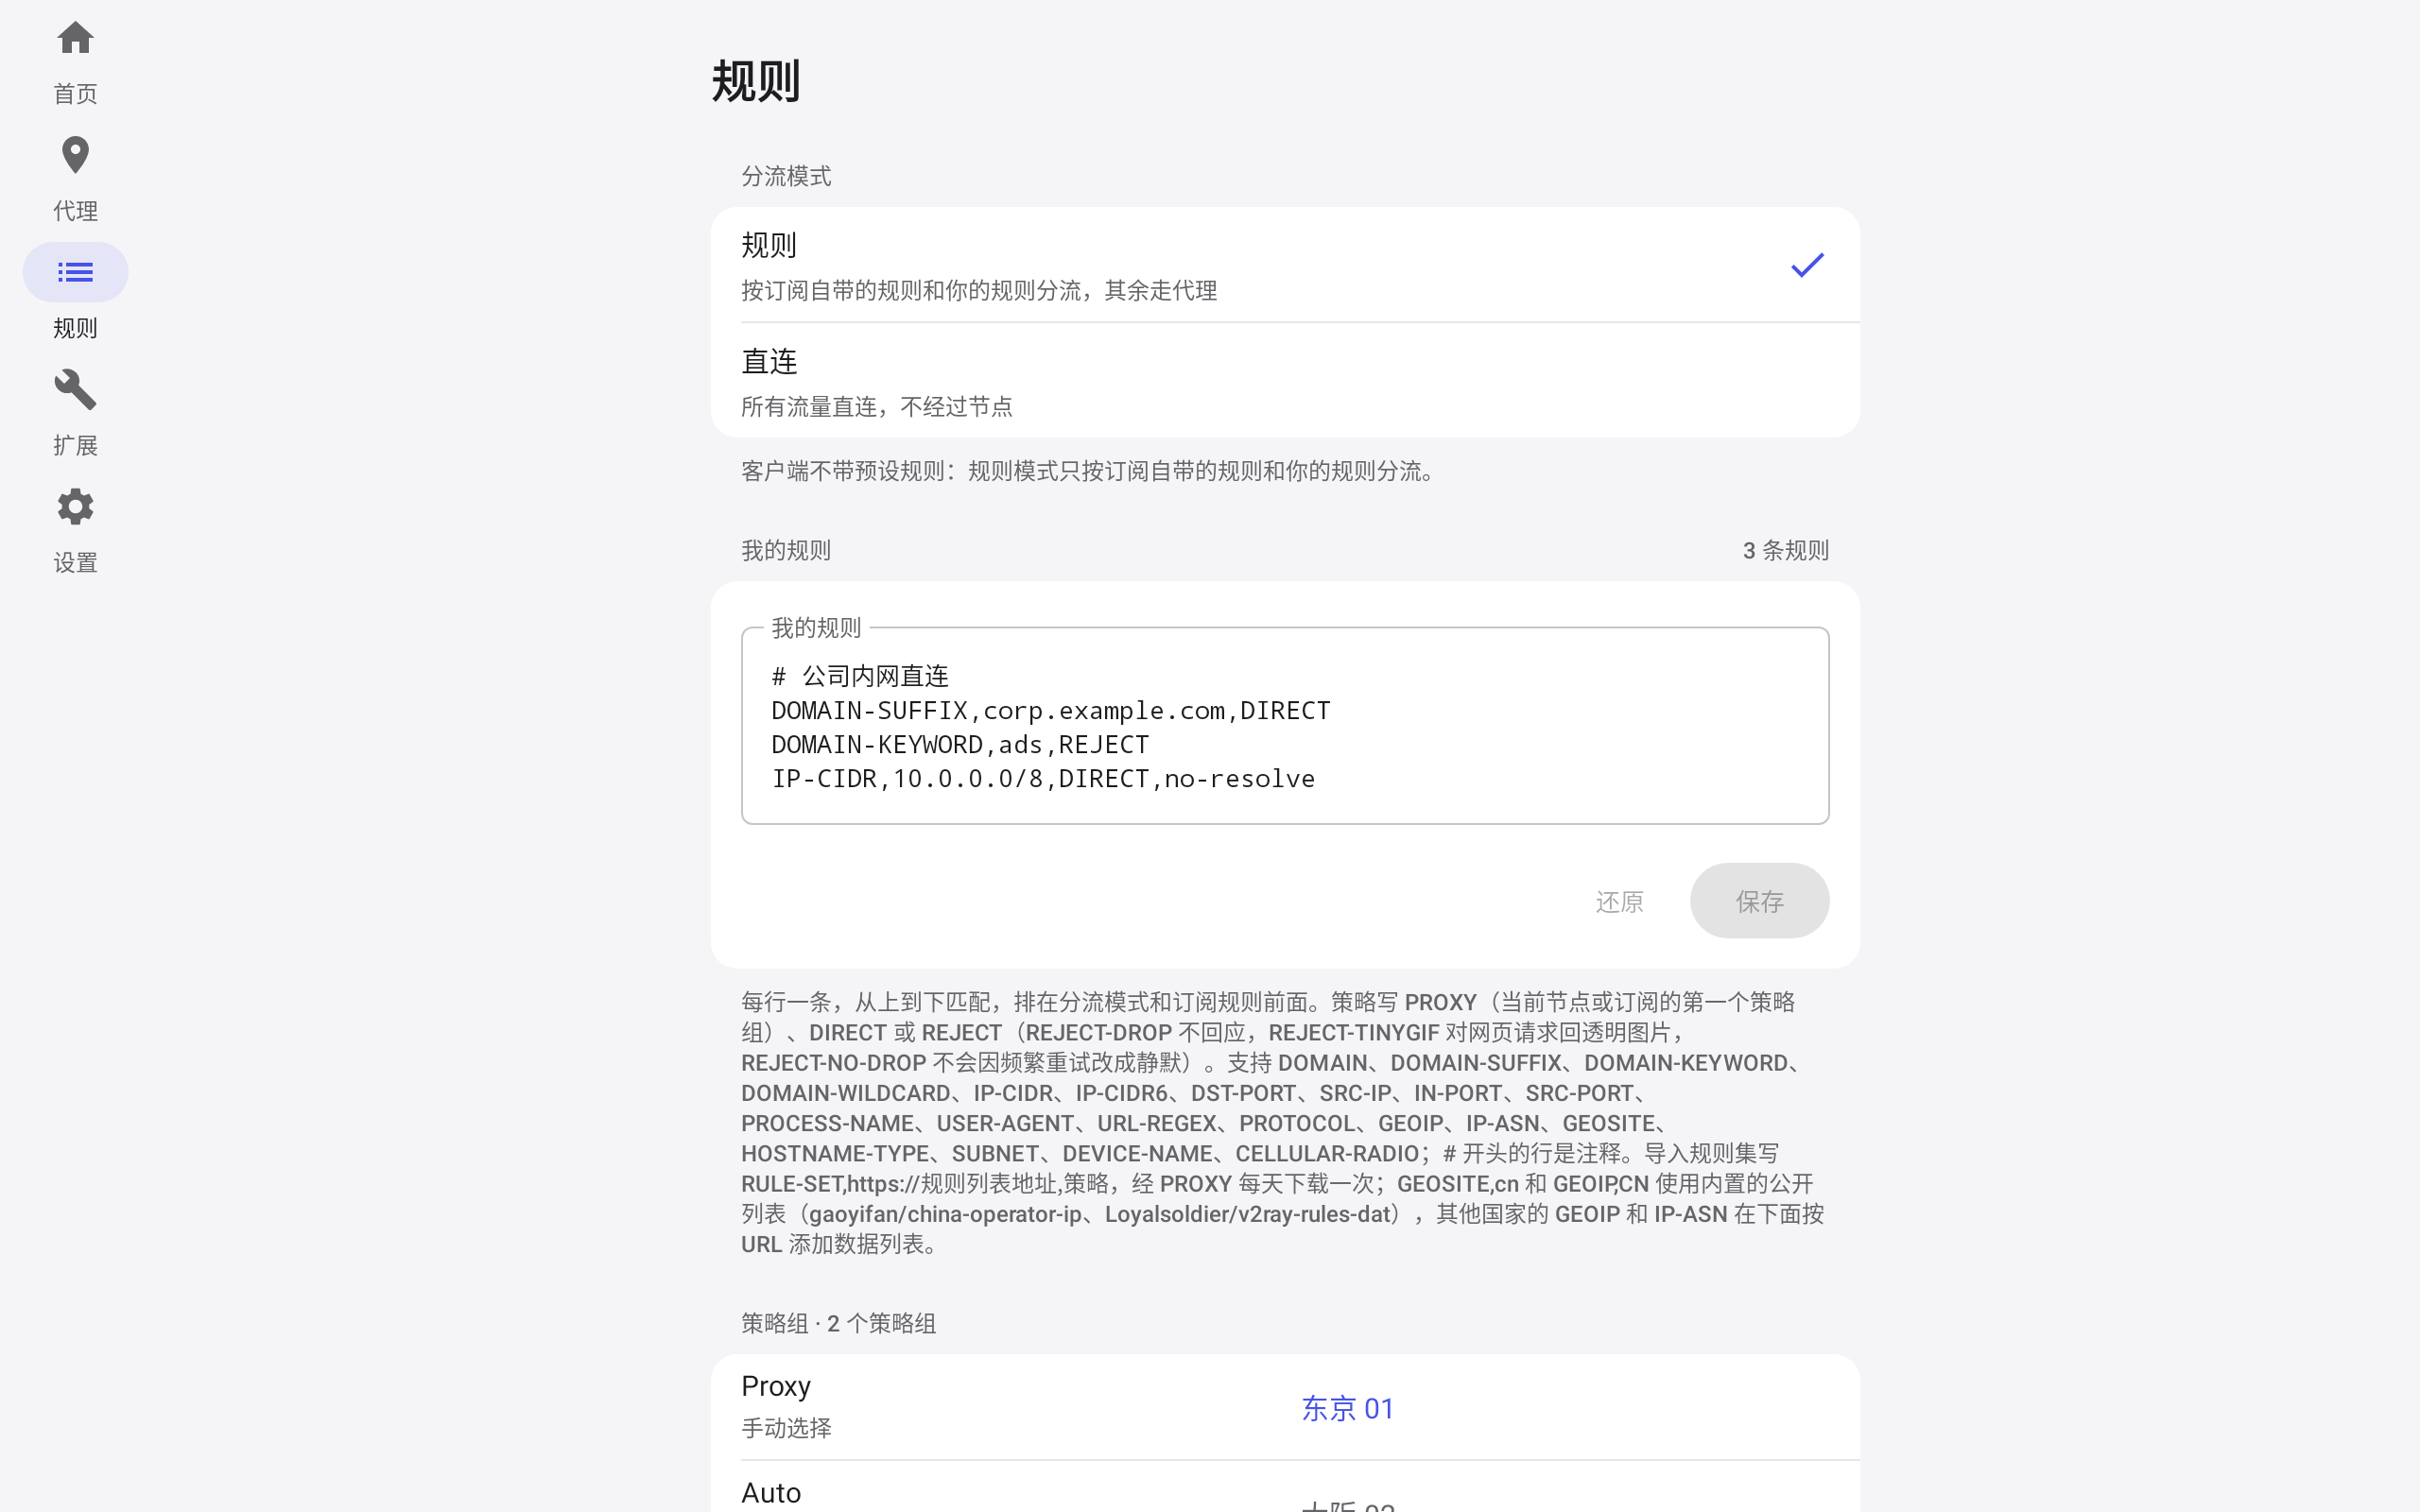 首页
代理
规则
扩展
设置
规则
分流模式
规则
按订阅自带的规则和你的规则分流，其余走代理
直连
所有流量直连，不经过节点
客户端不带预设规则：规则模式只按订阅自带的规则和你的规则分流。
我的规则
3 条规则
我的规则
# 公司内网直连
DOMAIN-SUFFIX,corp.example.com,DIRECT
DOMAIN-KEYWORD,ads,REJECT
IP-CIDR,10.0.0.0/8,DIRECT,no-resolve
还原
保存
每行一条，从上到下匹配，排在分流模式和订阅规则前面。策略写 PROXY（当前节点或订阅的第一个策略
组）、DIRECT 或 REJECT（REJECT-DROP 不回应，REJECT-TINYGIF 对网页请求回透明图片，
REJECT-NO-DROP 不会因频繁重试改成静默）。支持 DOMAIN、DOMAIN-SUFFIX、DOMAIN-KEYWORD、
DOMAIN-WILDCARD、IP-CIDR、IP-CIDR6、DST-PORT、SRC-IP、IN-PORT、SRC-PORT、
PROCESS-NAME、USER-AGENT、URL-REGEX、PROTOCOL、GEOIP、IP-ASN、GEOSITE、
HOSTNAME-TYPE、SUBNET、DEVICE-NAME、CELLULAR-RADIO；# 开头的行是注释。导入规则集写
RULE-SET,https://规则列表地址,策略，经 PROXY 每天下载一次；GEOSITE,cn 和 GEOIP,CN 使用内置的公开
列表（gaoyifan/china-operator-ip、Loyalsoldier/v2ray-rules-dat），其他国家的 GEOIP 和 IP-ASN 在下面按
URL 添加数据列表。
策略组 · 2 个策略组
Proxy
手动选择
东京 01
Auto